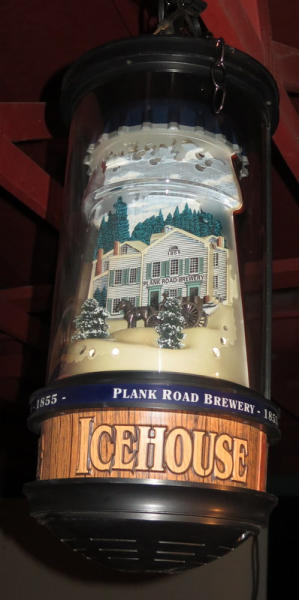 1855
PLANK ROAD BREWERY
-1855- PLANK ROAD BREWERY - 185
ICEHOUSE